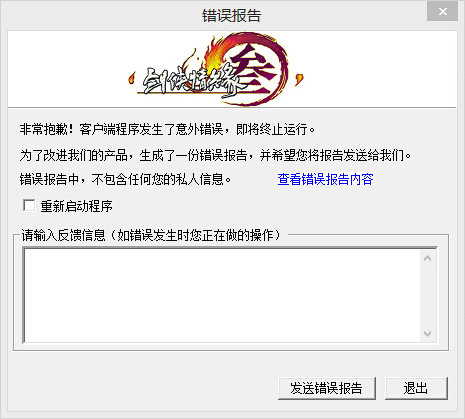 错误报告
剑侠情缘 叁
非常抱歉！客户端程序发生了意外错误，即将终止运行。
为了改进我们的产品，生成了一份错误报告，并希望您将报告发送给我们。
错误报告中，不包含任何您的私人信息。 查看错误报告内容
重新启动程序
请输入反馈信息（如错误发生时您正在做的操作）
发送错误报告 退出